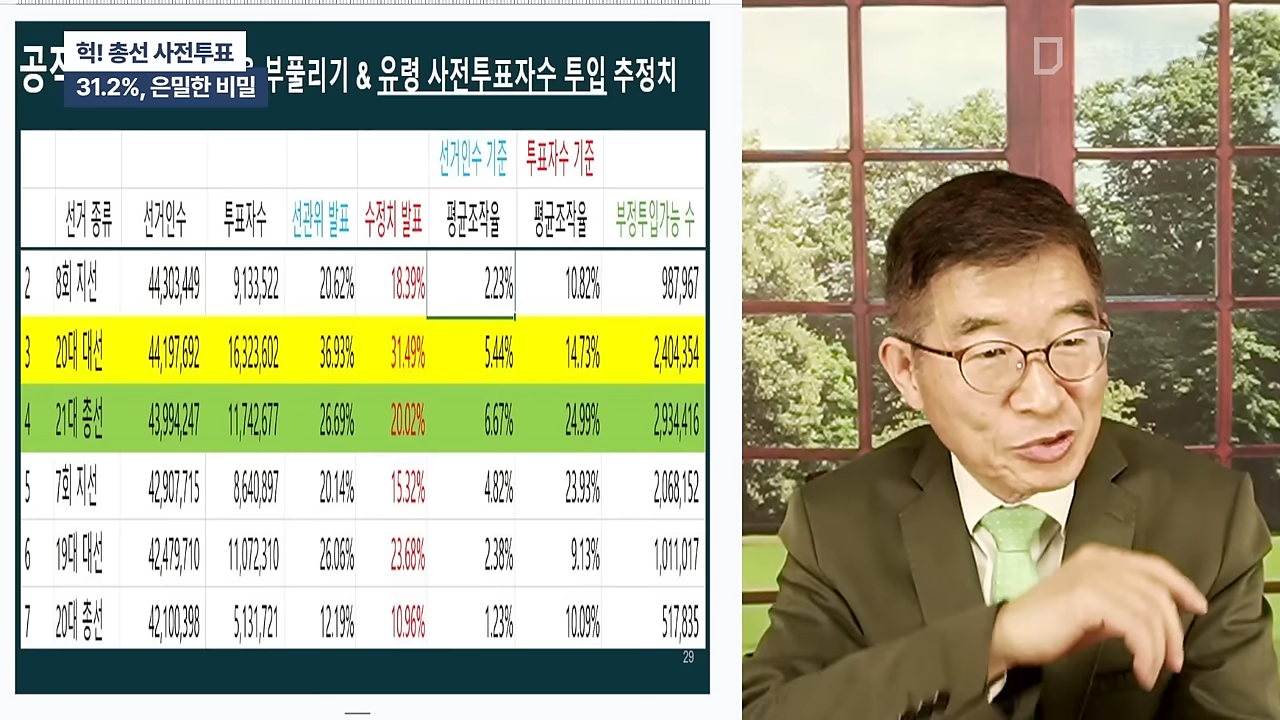 헉! 총선 사전투표
31.2%, 은밀한 비밀
부풀리기 & 유령 사전투표자수 투입 추정치
선거인수 기준 투표자수 기준
선거 종류 선거인수 투표자수 선관위 발표 수정치 발표 평균조작율 평균조작율 부정투입가능 수
2 8회 지선 44,303,449 9,133,522 20.62% 18.39% 2.23% 10.82% 987,967
3 20대 대선 44,197,692 16,323,602 36.93% 31.49% 5.44% 14.73% 2,404,354
4 21대 총선 43,994,247 11,742,677 26.69% 20.02% 6.67% 24.99% 2,934,416
5 7회 지선 42,907,715 8,640,897 20.14% 15.32% 4.82% 23.93% 2,068,152
6 19대 대선 42,479,710 11,072,310 26.06% 23.68% 2.38% 9.13% 1,011,017
7 20대 총선 42,100,398 5,131,721 12.19% 10.96% 1.23% 10.09% 517,835
29